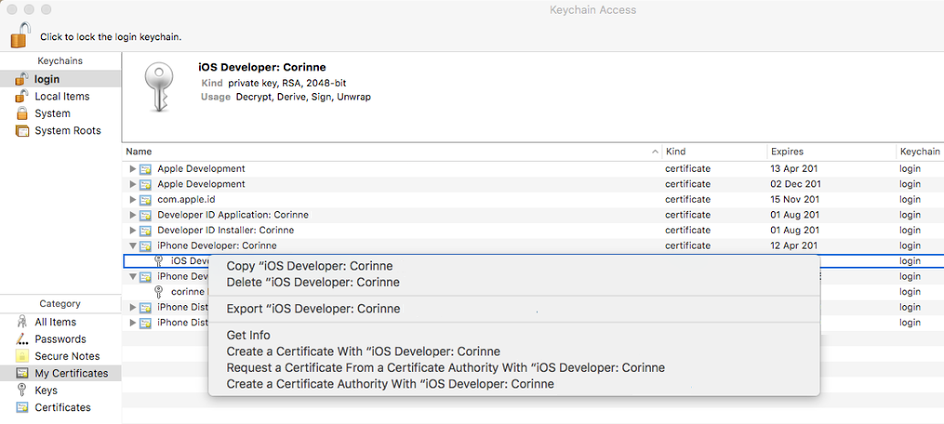 Keychain Access
Click to lock the login keychain.
Keychains
login
Local Items
System
System Roots
iOS Developer: Corinne
Kind private key, RSA, 2048-bit
Usage Decrypt, Derive, Sign, Unwrap
Name Kind Expires Keychain
Apple Development certificate 13 Apr 201 login
Apple Development certificate 02 Dec 201 login
com.apple.id certificate 15 Nov 201 login
Developer ID Application: Corinne certificate 01 Aug 201 login
Developer ID Installer: Corinne certificate 01 Aug 201 login
iPhone Developer: Corinne certificate 12 Apr 201 login
iOS Deve login
iPhone Dev login
corinne login
iPhone Dist login
iPhone Dist login
Copy “iOS Developer: Corinne
Delete “iOS Developer: Corinne
Export “iOS Developer: Corinne
Get Info
Create a Certificate With “iOS Developer: Corinne
Request a Certificate From a Certificate Authority With “iOS Developer: Corinne
Create a Certificate Authority With “iOS Developer: Corinne
Category
All Items
Passwords
Secure Notes
My Certificates
Keys
Certificates